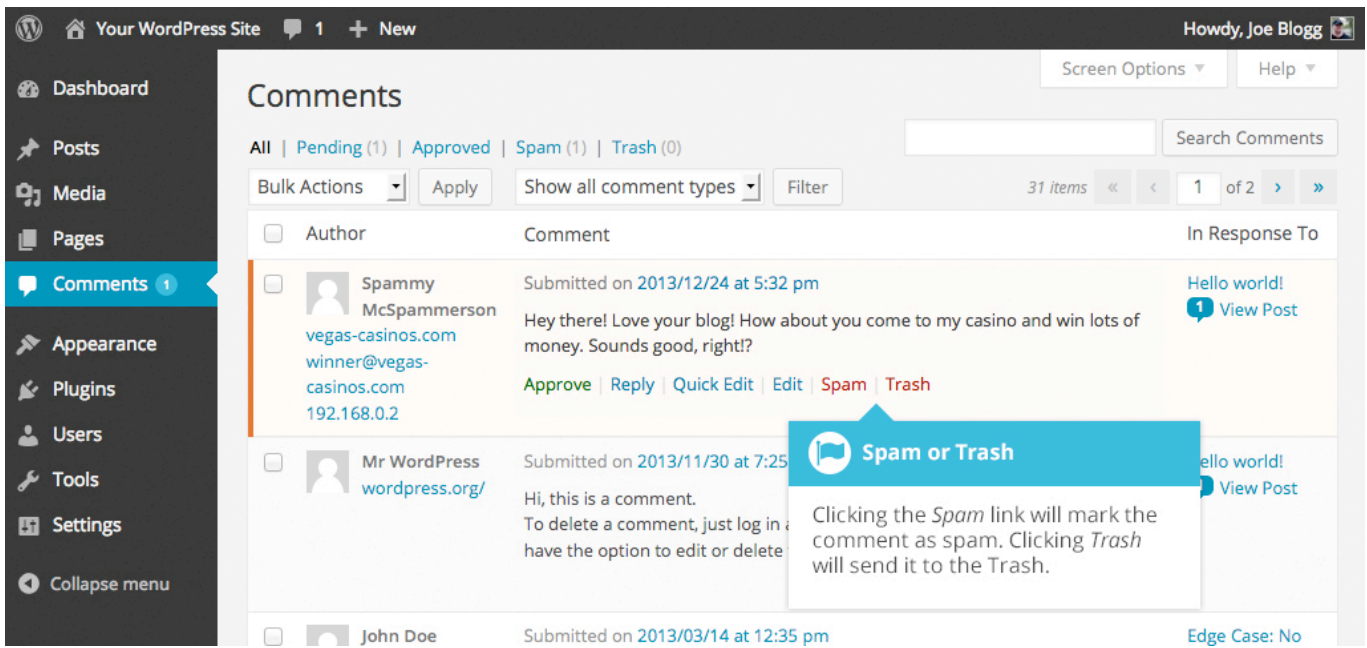 Your WordPress Site 1 + New Howdy, Joe Blogg
Screen Options Help
Dashboard
Posts
Media
Pages
Comments 1
Appearance
Plugins
Users
Tools
Settings
Collapse menu
Comments
All | Pending (1) | Approved | Spam (1) | Trash (0)
Search Comments
Bulk Actions Apply Show all comment types Filter 31 items « ‹ 1 of 2 › »
Author Comment In Response To
Spammy
McSpammerson
vegas-casinos.com
winner@vegas-
casinos.com
192.168.0.2
Submitted on 2013/12/24 at 5:32 pm
Hey there! Love your blog! How about you come to my casino and win lots of
money. Sounds good, right!?
Approve | Reply | Quick Edit | Edit | Spam | Trash
Hello world!
1 View Post
Spam or Trash
Clicking the Spam link will mark the
comment as spam. Clicking Trash
will send it to the Trash.
Mr WordPress
wordpress.org/
Submitted on 2013/11/30 at 7:25
Hi, this is a comment.
To delete a comment, just log in
have the option to edit or delete
ello world!
View Post
John Doe
Submitted on 2013/03/14 at 12:35 pm
Edge Case: No